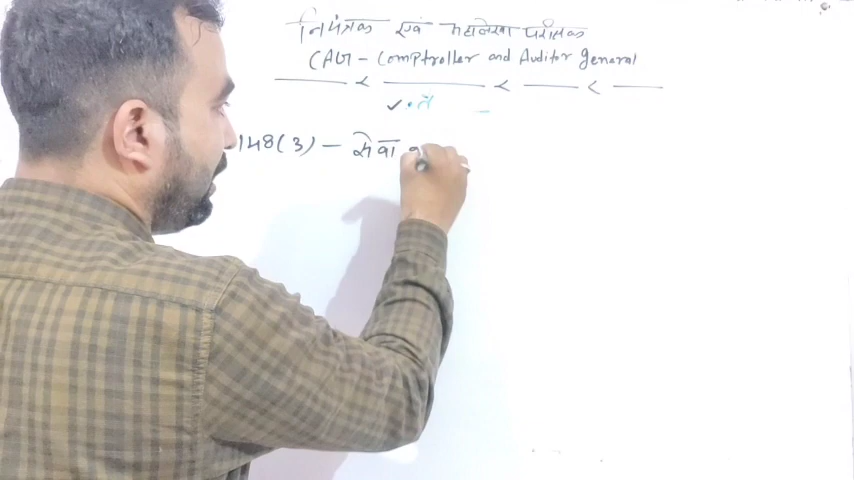 नियंत्रक एवं महालेखा परीक्षक
CAG - Comptroller and Auditor General
< < <
✓ • ते
148(3) - सेवा